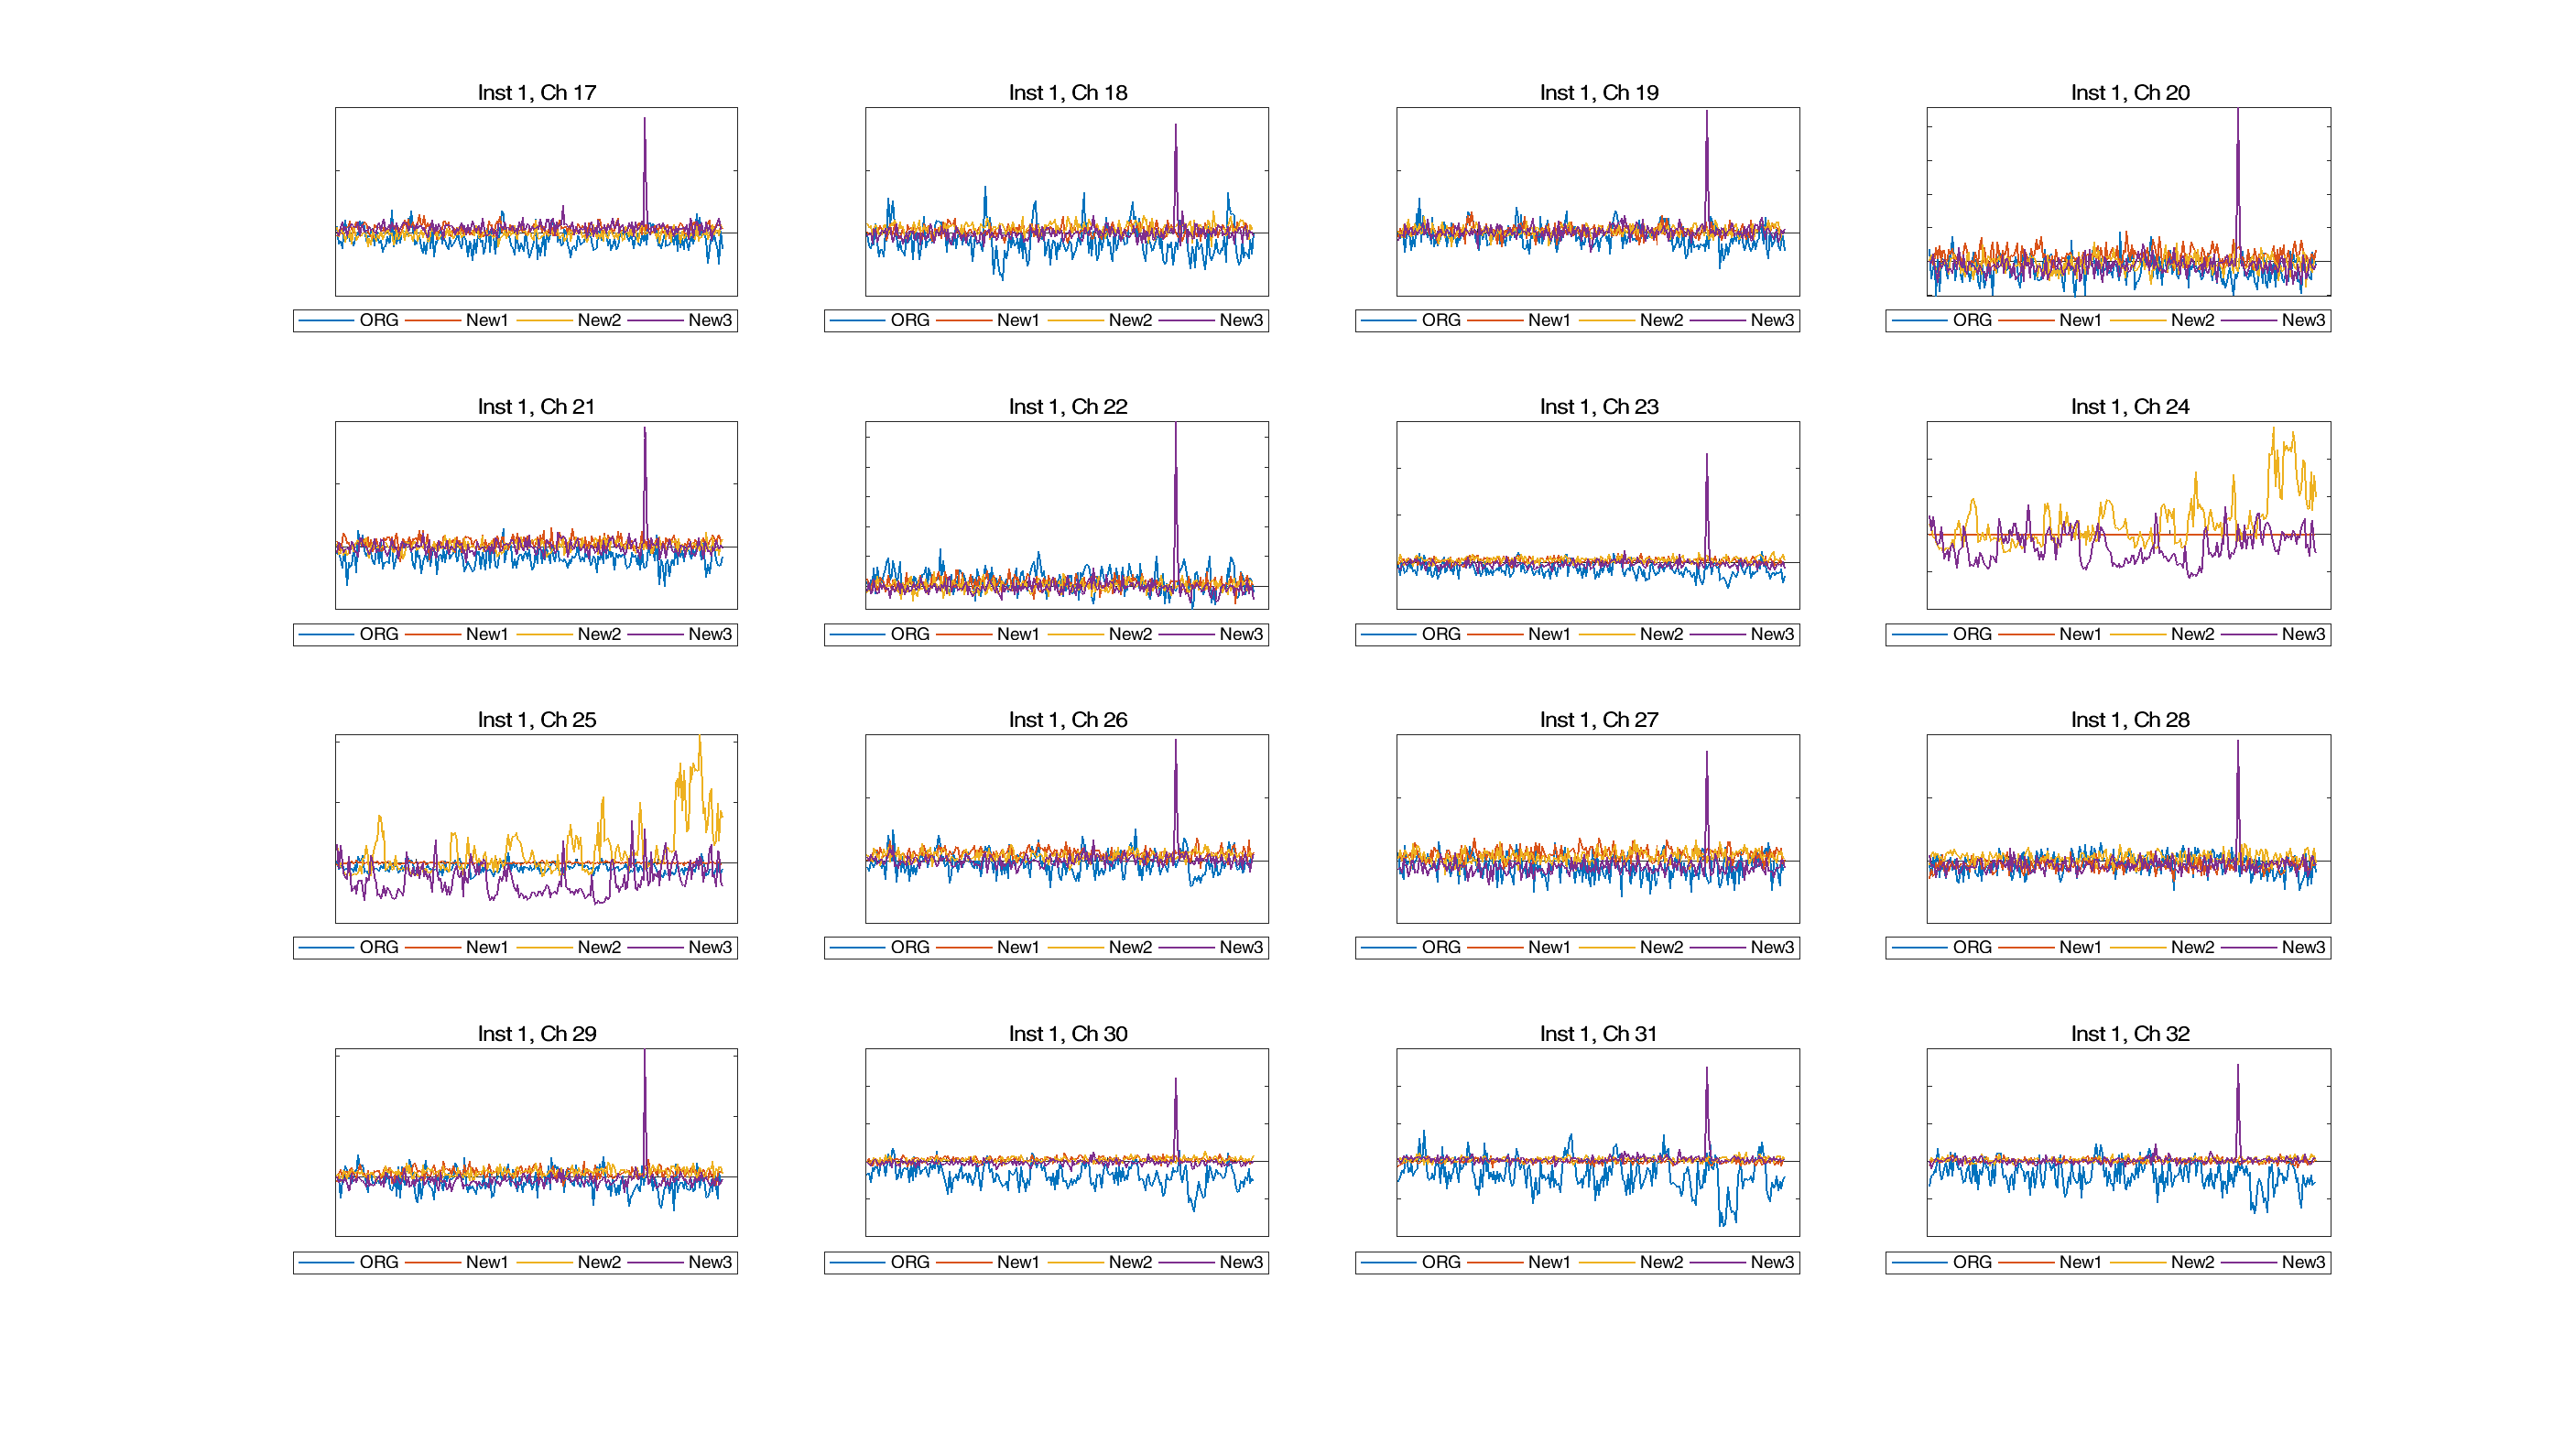 Inst 1, Ch 17
Inst 1, Ch 18
Inst 1, Ch 19
Inst 1, Ch 20
ORG New1 New2 New3
ORG New1 New2 New3
ORG New1 New2 New3
ORG New1 New2 New3
Inst 1, Ch 21
Inst 1, Ch 22
Inst 1, Ch 23
Inst 1, Ch 24
ORG New1 New2 New3
ORG New1 New2 New3
ORG New1 New2 New3
ORG New1 New2 New3
Inst 1, Ch 25
Inst 1, Ch 26
Inst 1, Ch 27
Inst 1, Ch 28
ORG New1 New2 New3
ORG New1 New2 New3
ORG New1 New2 New3
ORG New1 New2 New3
Inst 1, Ch 29
Inst 1, Ch 30
Inst 1, Ch 31
Inst 1, Ch 32
ORG New1 New2 New3
ORG New1 New2 New3
ORG New1 New2 New3
ORG New1 New2 New3